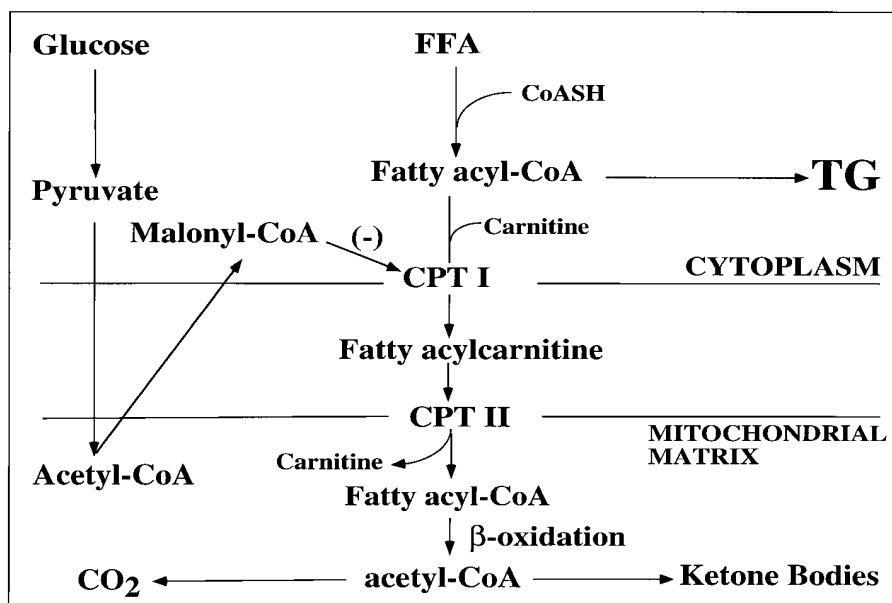 Glucose
FFA
CoASH
Pyruvate
Fatty acyl-CoA
TG
Malonyl-CoA
(-)
Carnitine
CPT I
CYTOPLASM
Fatty acylcarnitine
CPT II
MITOCHONDRIAL
MATRIX
Carnitine
Acetyl-CoA
Fatty acyl-CoA
β-oxidation
CO2
acetyl-CoA
Ketone Bodies